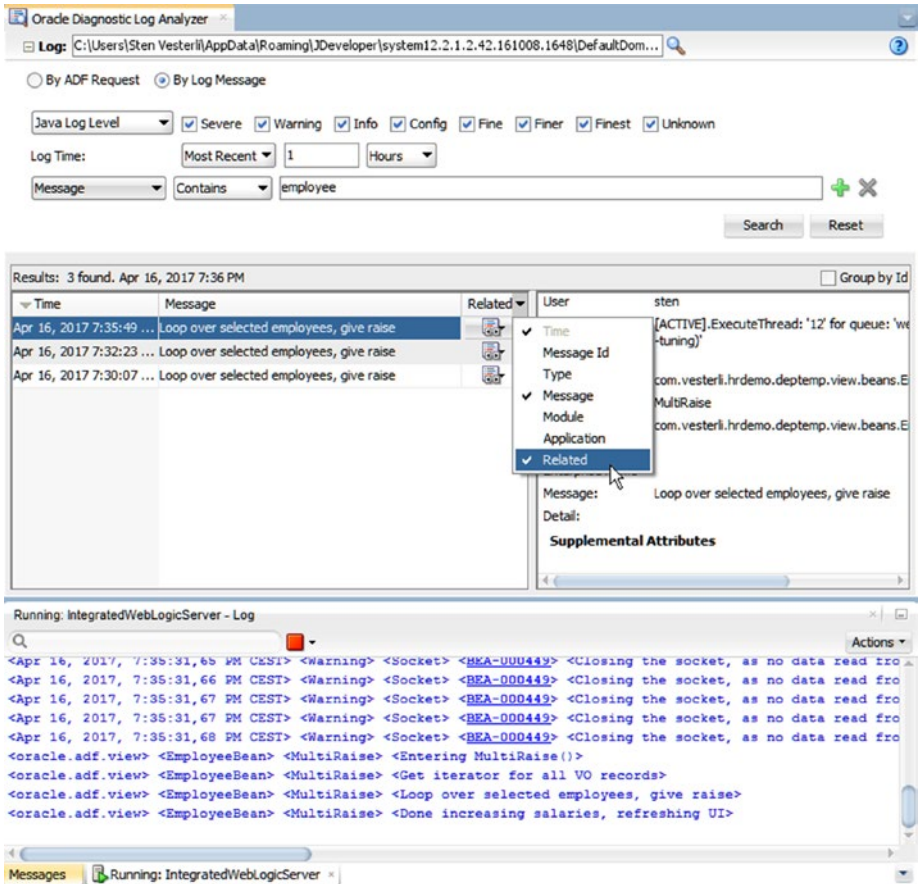 Oracle Diagnostic Log Analyzer
Log: C:\Users\Sten Vesterli\AppData\Roaming\JDeveloper\system12.2.1.2.42.161008.1648\DefaultDom...
By ADF Request By Log Message
Java Log Level Severe Warning Info Config Fine Finer Finest Unknown
Log Time: Most Recent 1 Hours
Message Contains employee
Search Reset
Results: 3 found. Apr 16, 2017 7:36 PM Group by Id
Time Message Related
Apr 16, 2017 7:35:49 ... Loop over selected employees, give raise
Apr 16, 2017 7:32:23 ... Loop over selected employees, give raise
Apr 16, 2017 7:30:07 ... Loop over selected employees, give raise
Time
Message Id
Type
Message
Module
Application
Related
User sten
[ACTIVE].ExecuteThread: '12' for queue: 'we
-tuning)'
com.vesterli.hrdemo.deptemp.view.beans.E
MultiRaise
com.vesterli.hrdemo.deptemp.view.beans.E
Message: Loop over selected employees, give raise
Detail:
Supplemental Attributes
Running: IntegratedWebLogicServer - Log
Actions
<Apr 16, 2017, 7:35:31,65 PM CEST> <Warning> <Socket> <BEA-000449> <Closing the socket, as no data read fro
<Apr 16, 2017, 7:35:31,66 PM CEST> <Warning> <Socket> <BEA-000449> <Closing the socket, as no data read fro
<Apr 16, 2017, 7:35:31,67 PM CEST> <Warning> <Socket> <BEA-000449> <Closing the socket, as no data read fro
<Apr 16, 2017, 7:35:31,67 PM CEST> <Warning> <Socket> <BEA-000449> <Closing the socket, as no data read fro
<Apr 16, 2017, 7:35:31,68 PM CEST> <Warning> <Socket> <BEA-000449> <Closing the socket, as no data read fro
<oracle.adf.view> <EmployeeBean> <MultiRaise> <Entering MultiRaise()>
<oracle.adf.view> <EmployeeBean> <MultiRaise> <Get iterator for all VO records>
<oracle.adf.view> <EmployeeBean> <MultiRaise> <Loop over selected employees, give raise>
<oracle.adf.view> <EmployeeBean> <MultiRaise> <Done increasing salaries, refreshing UI>
Messages Running: IntegratedWebLogicServer